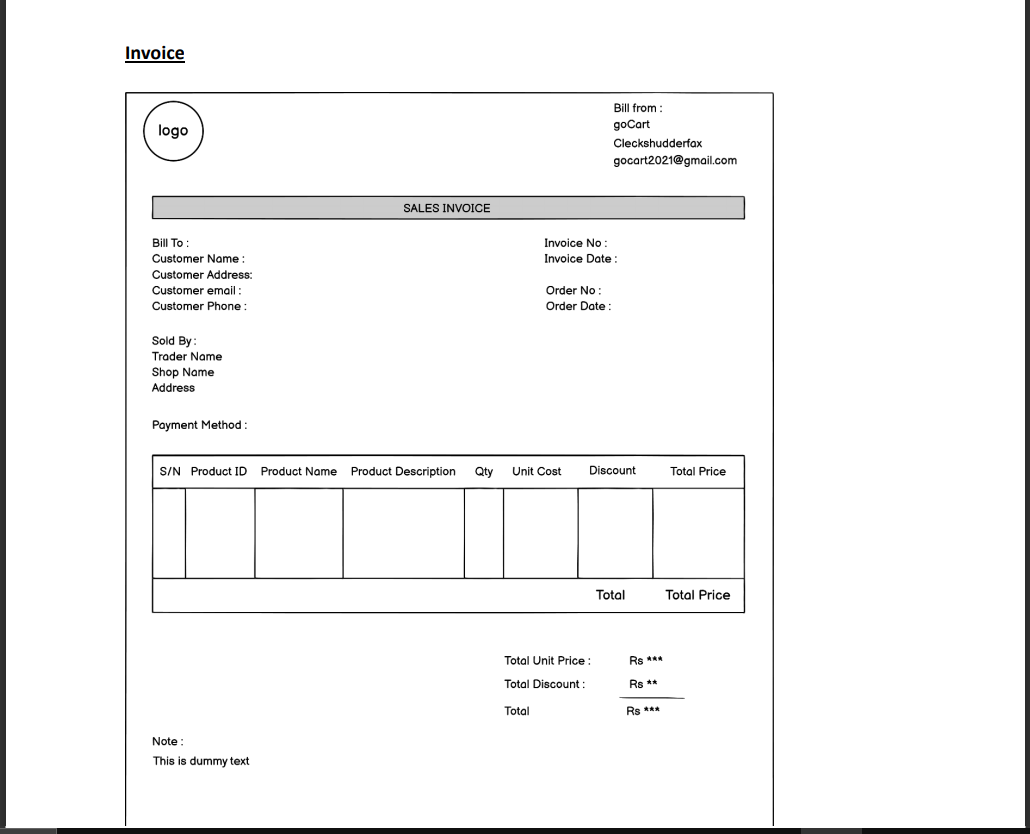 Invoice
logo
Bill from :
goCart
Cleckshudderfax
gocart2021@gmail.com
SALES INVOICE
Bill To :
Customer Name :
Customer Address:
Customer email :
Customer Phone :
Invoice No :
Invoice Date :
Order No :
Order Date :
Sold By :
Trader Name
Shop Name
Address
Payment Method :
S/N Product ID Product Name Product Description Qty Unit Cost Discount Total Price
Total Total Price
Total Unit Price : Rs ***
Total Discount : Rs **
Total Rs ***
Note :
This is dummy text